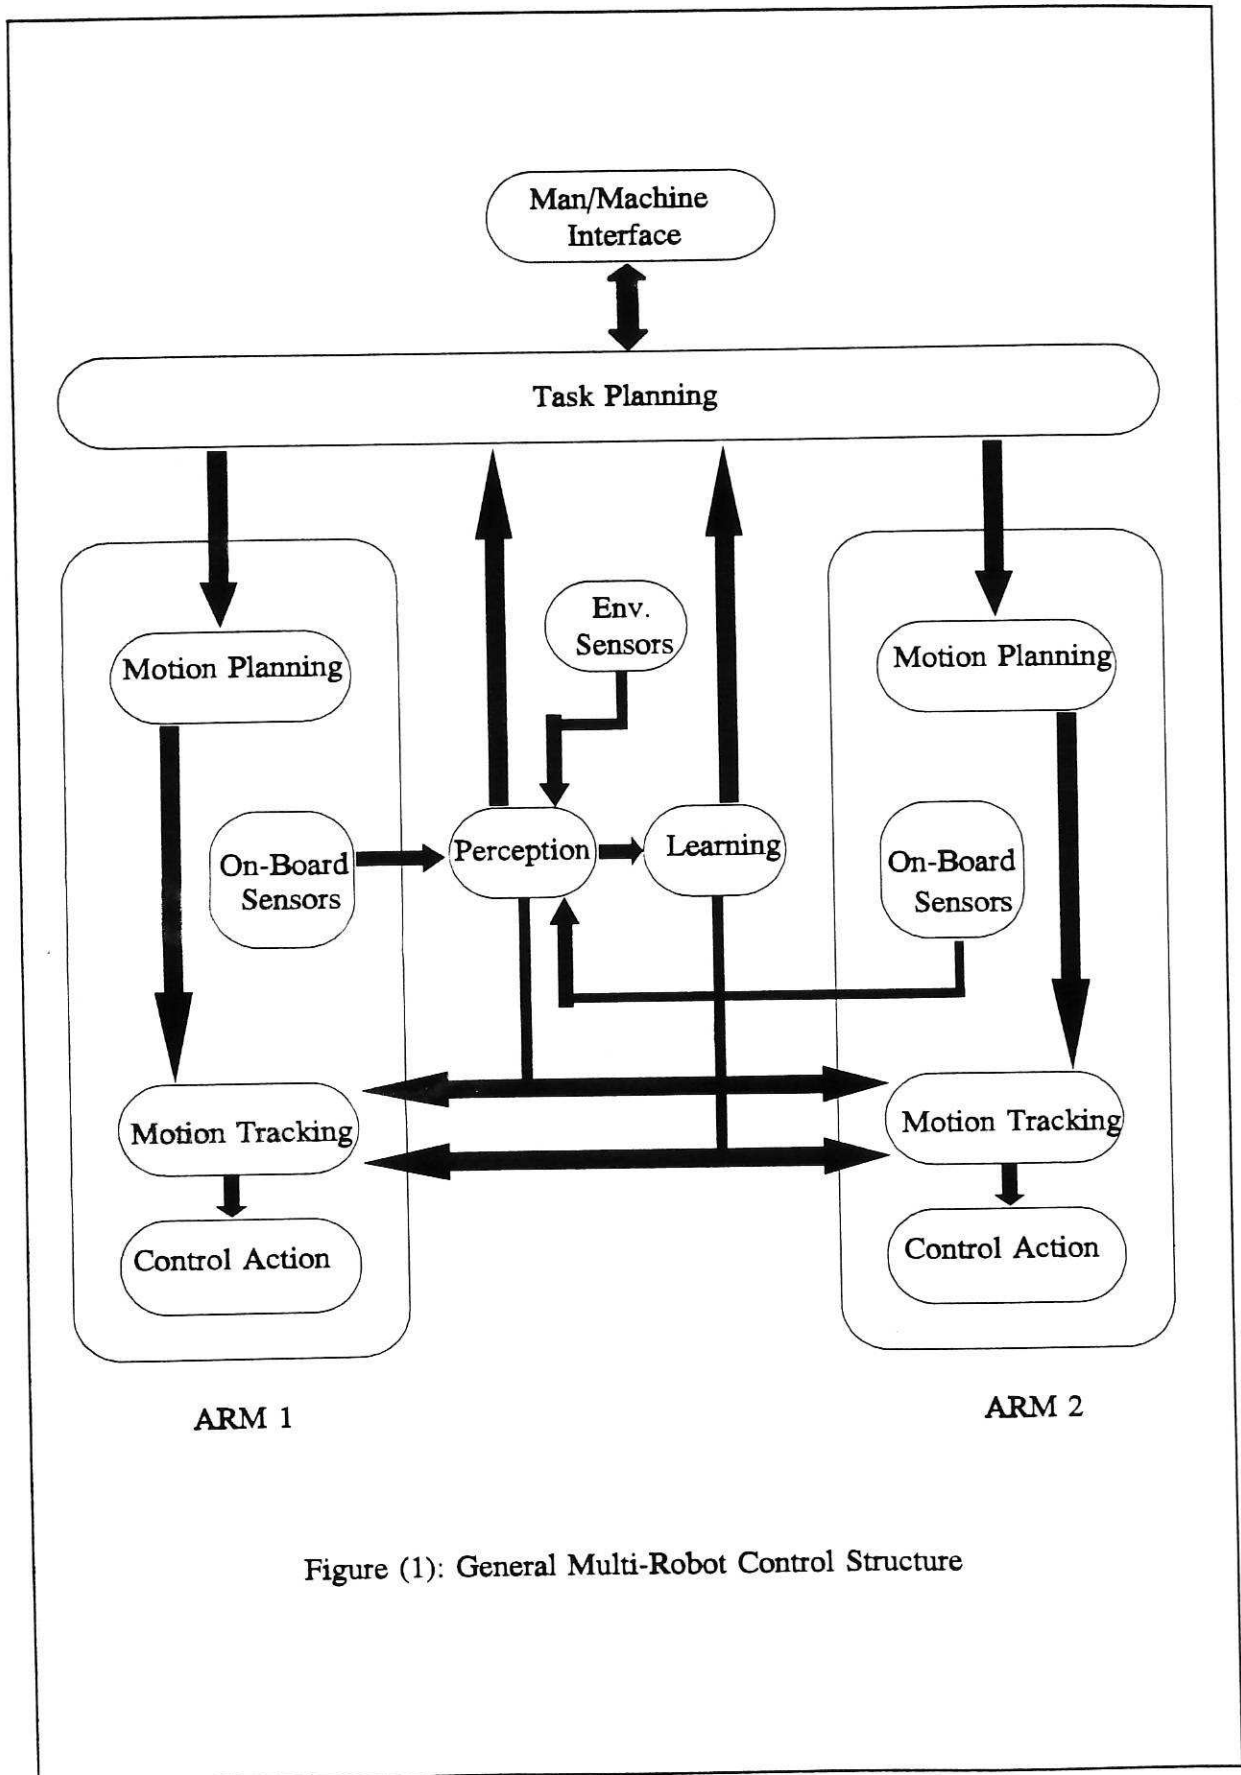 Man/Machine
Interface
Task Planning
Env.
Sensors
Motion Planning
Motion Planning
On-Board
Sensors
Perception
Learning
On-Board
Sensors
Motion Tracking
Motion Tracking
Control Action
Control Action
ARM 1
ARM 2
Figure (1): General Multi-Robot Control Structure